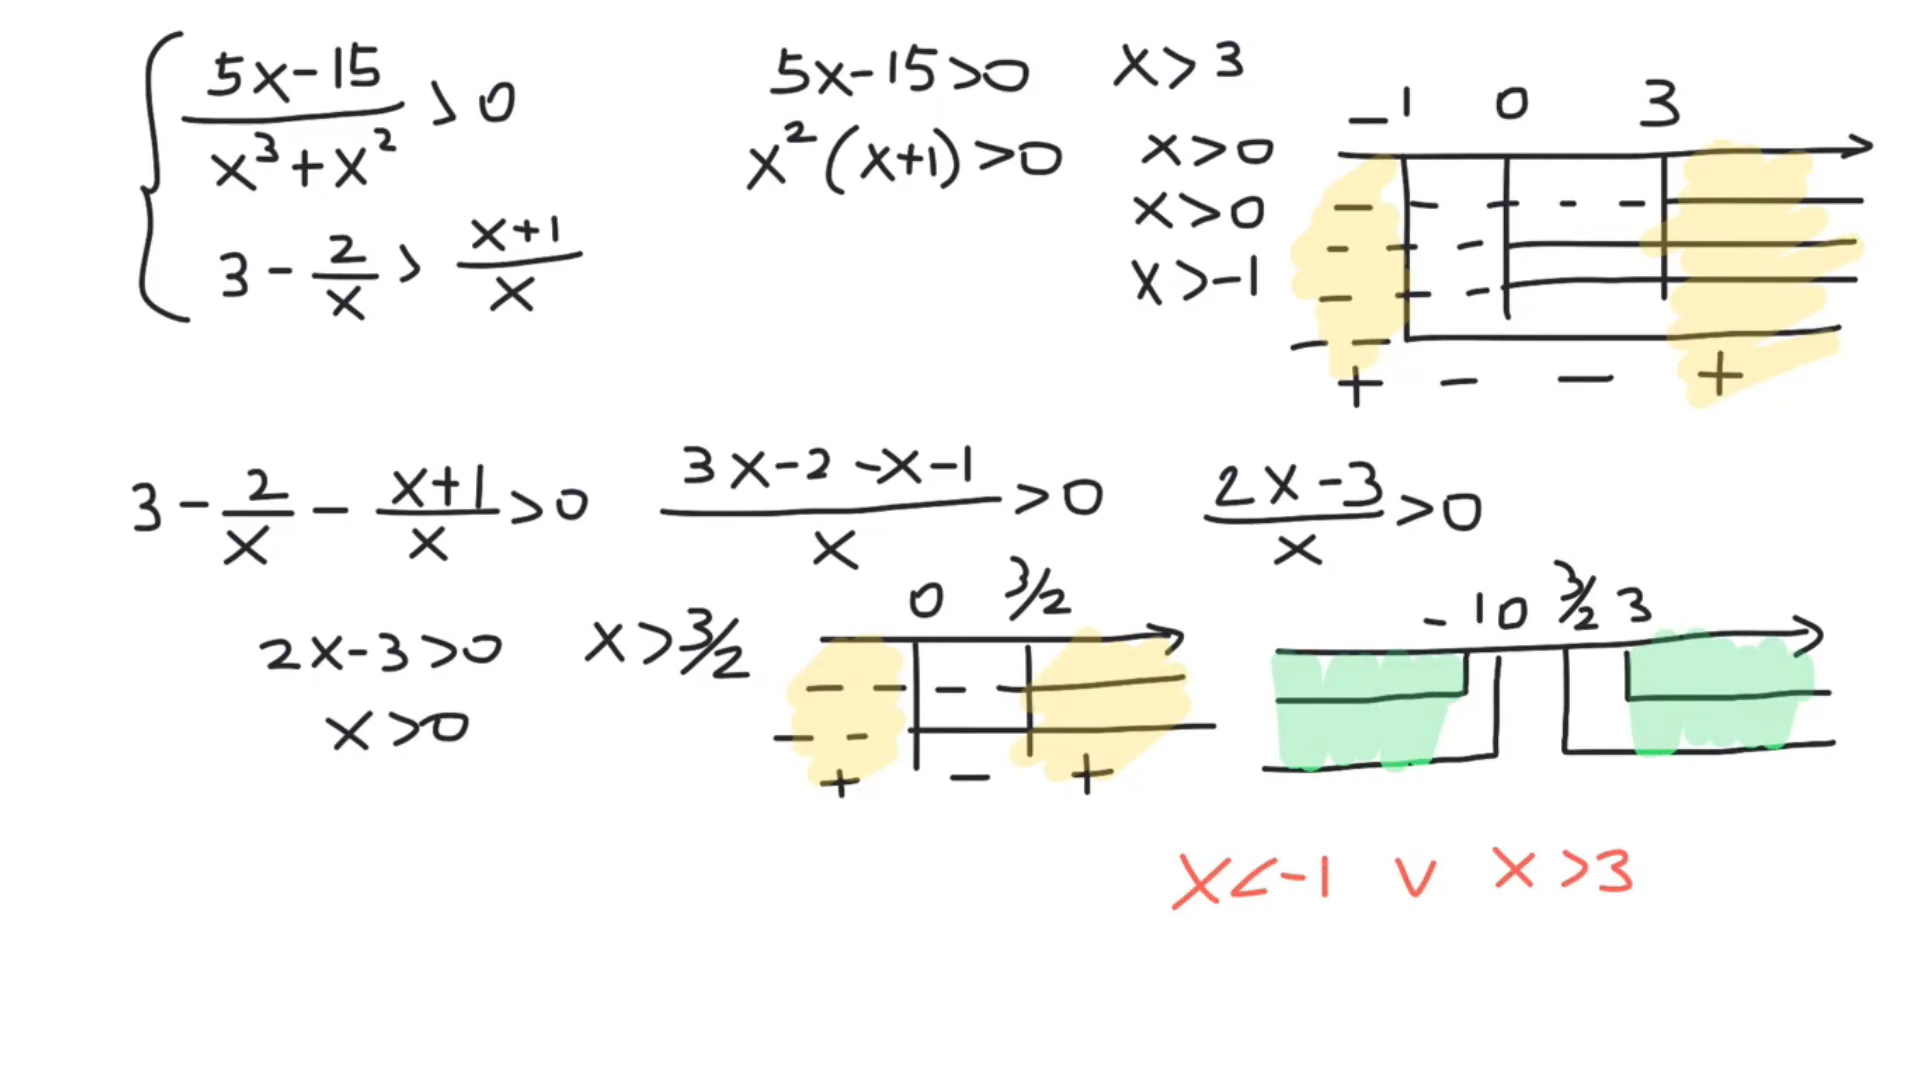 { (5x-15)/(x³+x²) > 0
3 - 2/x > (x+1)/x
5x-15>0 x>3
x²(x+1)>0 x>0
x>0
x>-1
-1 0 3
- - - - -
- - -
- - -
- -
+ - - +
3 - 2/x - (x+1)/x >0 (3x-2-x-1)/x >0 (2x-3)/x >0
2x-3>0 x>3/2
x>0
0 3/2
- - - -
- -
+ - +
-1 0 3/2 3
x<-1 v x>3